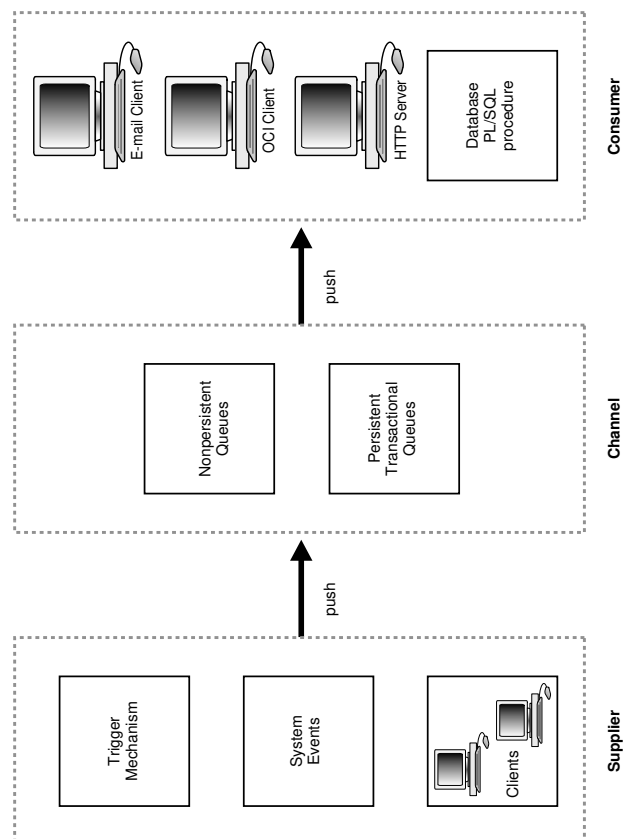 Trigger
Mechanism
System
Events
Clients
Supplier
push
Nonpersistent
Queues
Persistent
Transactional
Queues
Channel
push
E-mail Client
OCI Client
HTTP Server
Database
PL/SQL
procedure
Consumer